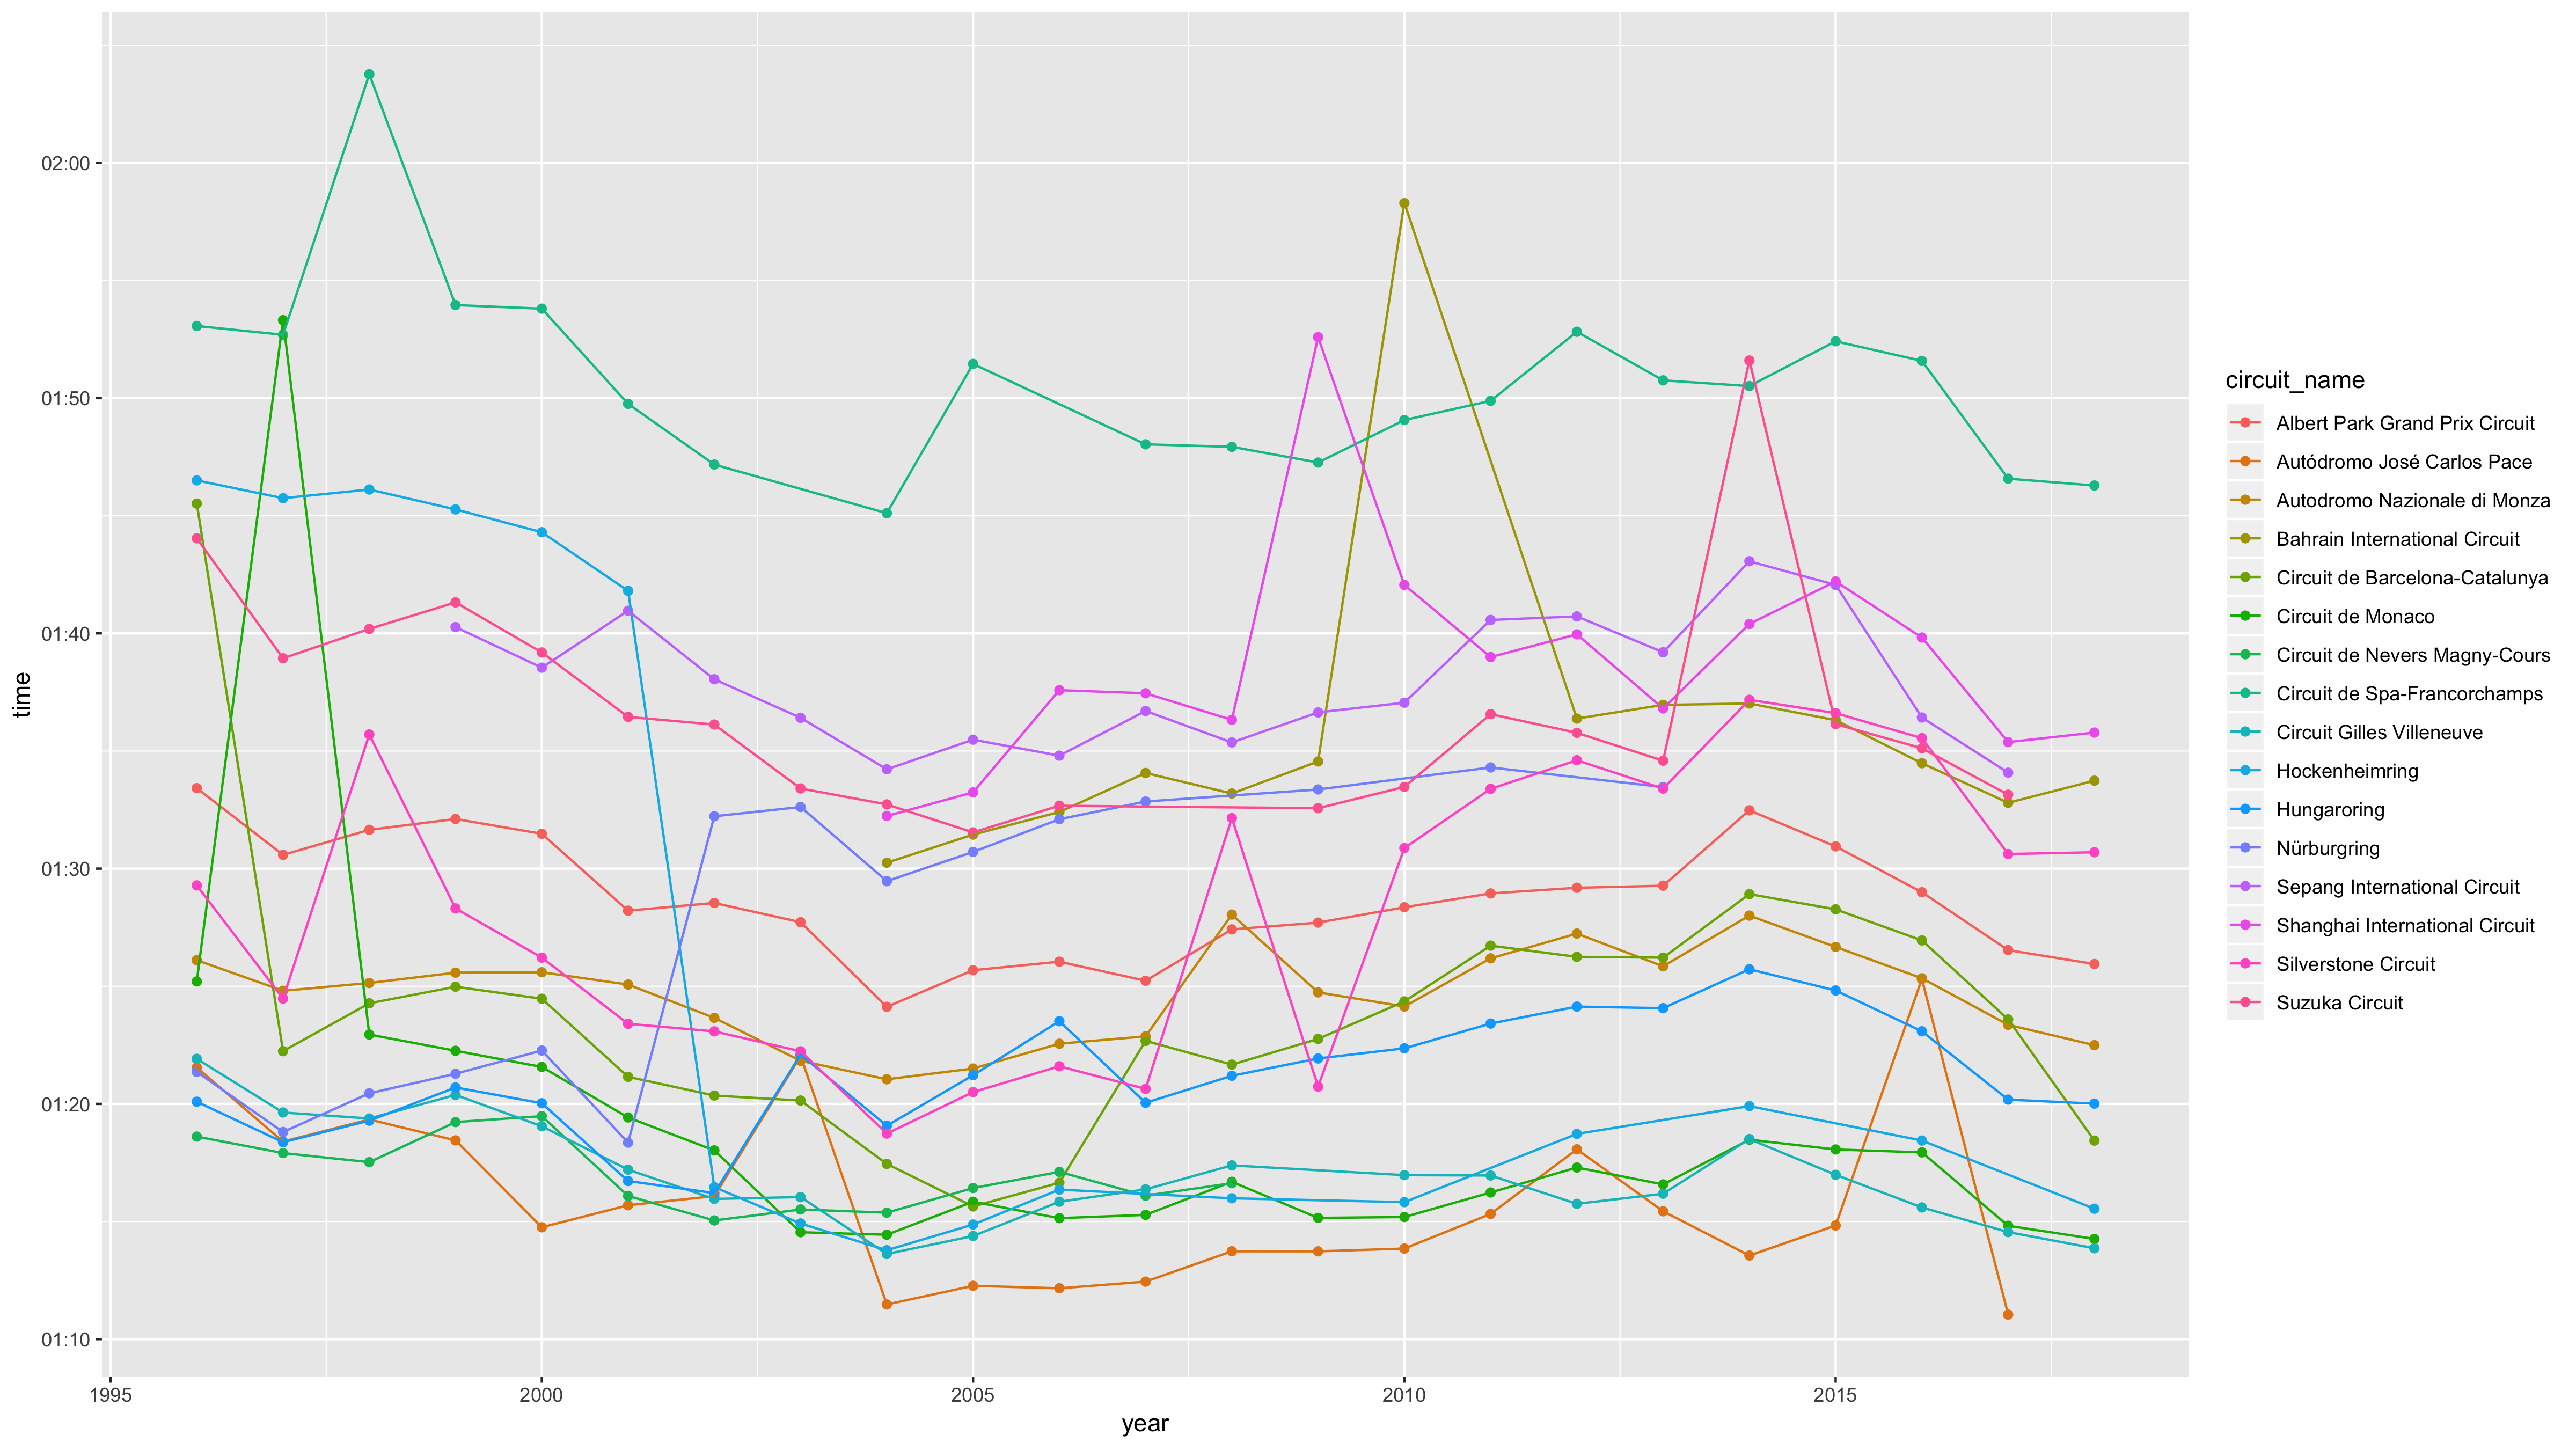 02:00
01:50
01:40
01:30
01:20
01:10
time
1995
2000
2005
2010
2015
year
circuit_name
Albert Park Grand Prix Circuit
Autódromo José Carlos Pace
Autodromo Nazionale di Monza
Bahrain International Circuit
Circuit de Barcelona-Catalunya
Circuit de Monaco
Circuit de Nevers Magny-Cours
Circuit de Spa-Francorchamps
Circuit Gilles Villeneuve
Hockenheimring
Hungaroring
Nürburgring
Sepang International Circuit
Shanghai International Circuit
Silverstone Circuit
Suzuka Circuit